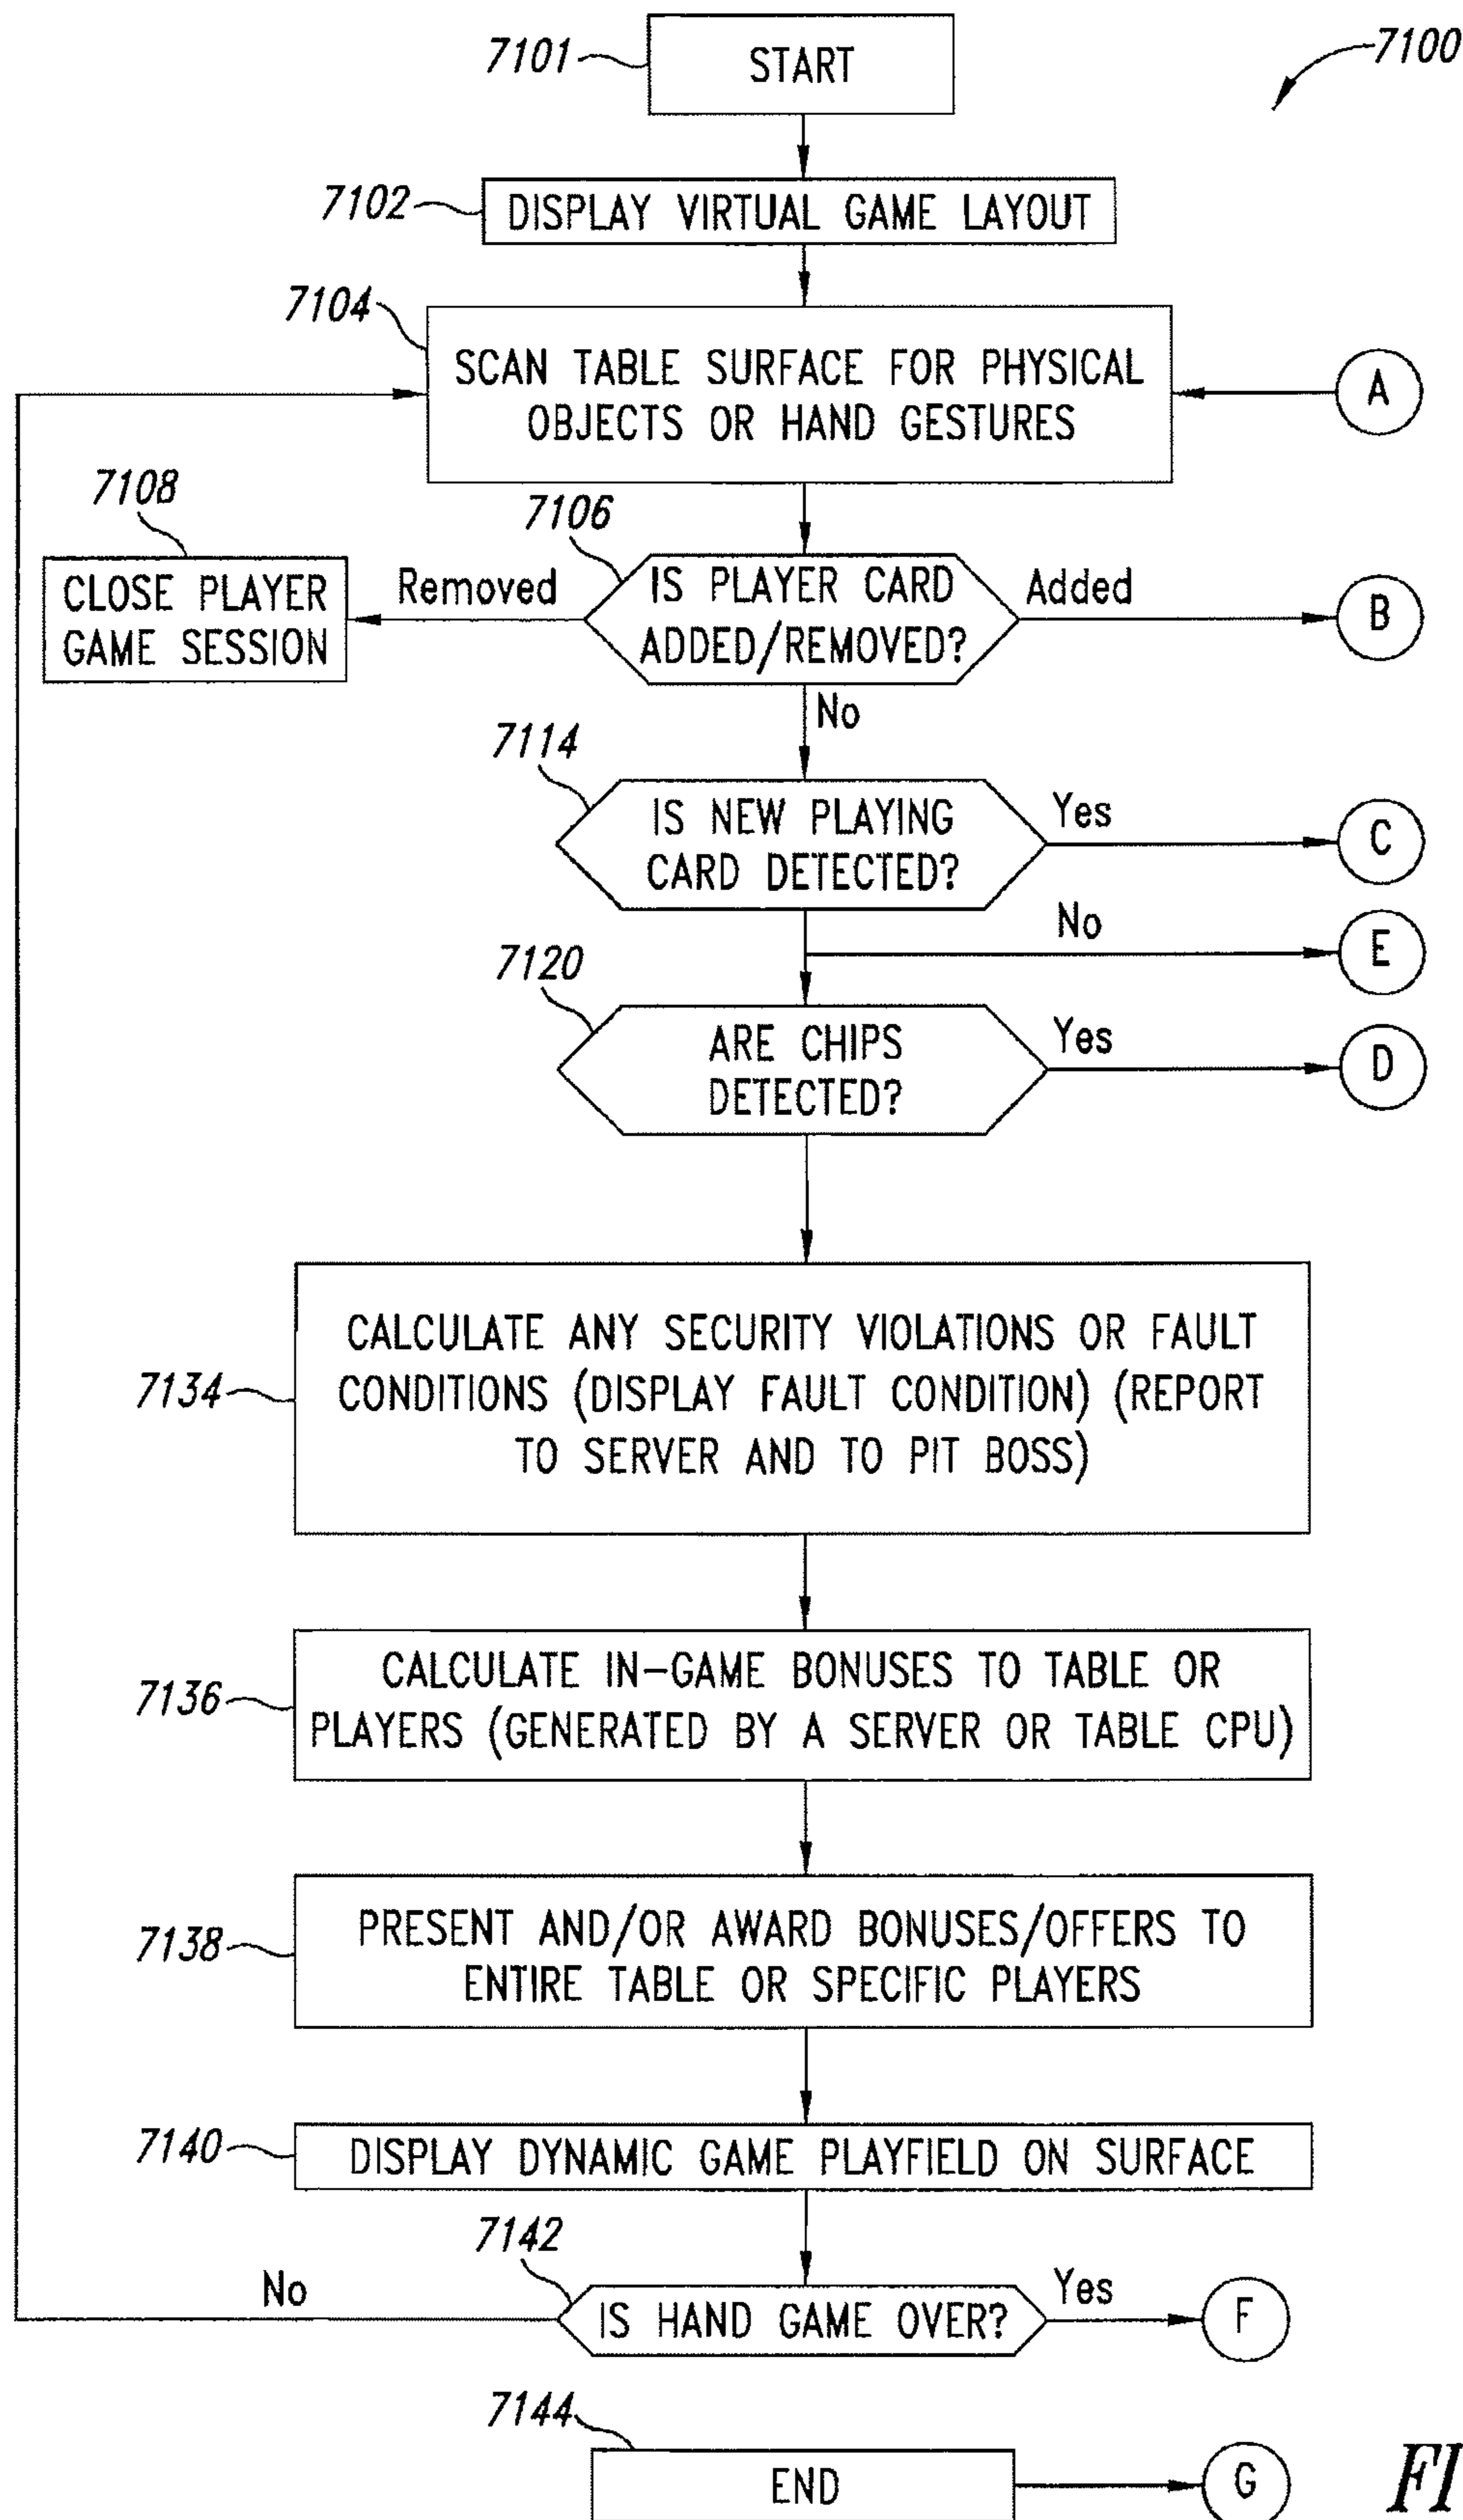 7101
START
7100
7102
DISPLAY VIRTUAL GAME LAYOUT
7104
SCAN TABLE SURFACE FOR PHYSICAL
OBJECTS OR HAND GESTURES
A
7108
7106
CLOSE PLAYER
GAME SESSION
Removed
IS PLAYER CARD
ADDED/REMOVED?
Added
B
No
7114
IS NEW PLAYING
CARD DETECTED?
Yes
C
No
E
7120
ARE CHIPS
DETECTED?
Yes
D
7134
CALCULATE ANY SECURITY VIOLATIONS OR FAULT
CONDITIONS (DISPLAY FAULT CONDITION) (REPORT
TO SERVER AND TO PIT BOSS)
7136
CALCULATE IN-GAME BONUSES TO TABLE OR
PLAYERS (GENERATED BY A SERVER OR TABLE CPU)
7138
PRESENT AND/OR AWARD BONUSES/OFFERS TO
ENTIRE TABLE OR SPECIFIC PLAYERS
7140
DISPLAY DYNAMIC GAME PLAYFIELD ON SURFACE
7142
No
IS HAND GAME OVER?
Yes
F
7144
END
G
FI